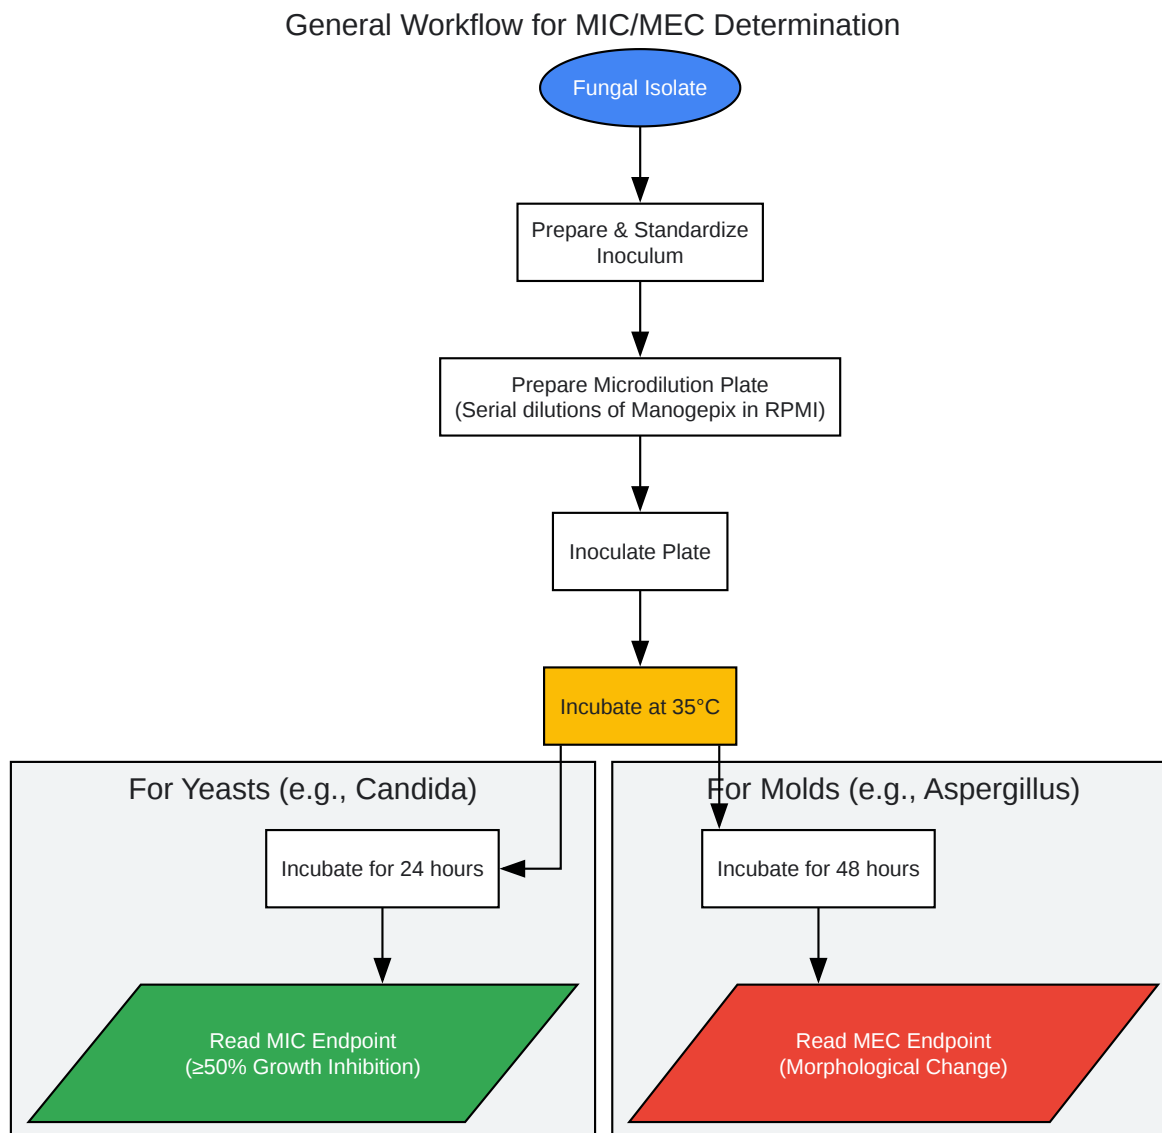 General Workflow for MIC/MEC Determination
Fungal Isolate
Prepare & Standardize
Inoculum
Prepare Microdilution Plate
(Serial dilutions of Manogepix in RPMI)
Inoculate Plate
Incubate at 35°C
For Yeasts (e.g., Candida)
Incubate for 24 hours
Read MIC Endpoint
(≥50% Growth Inhibition)
For Molds (e.g., Aspergillus)
Incubate for 48 hours
Read MEC Endpoint
(Morphological Change)